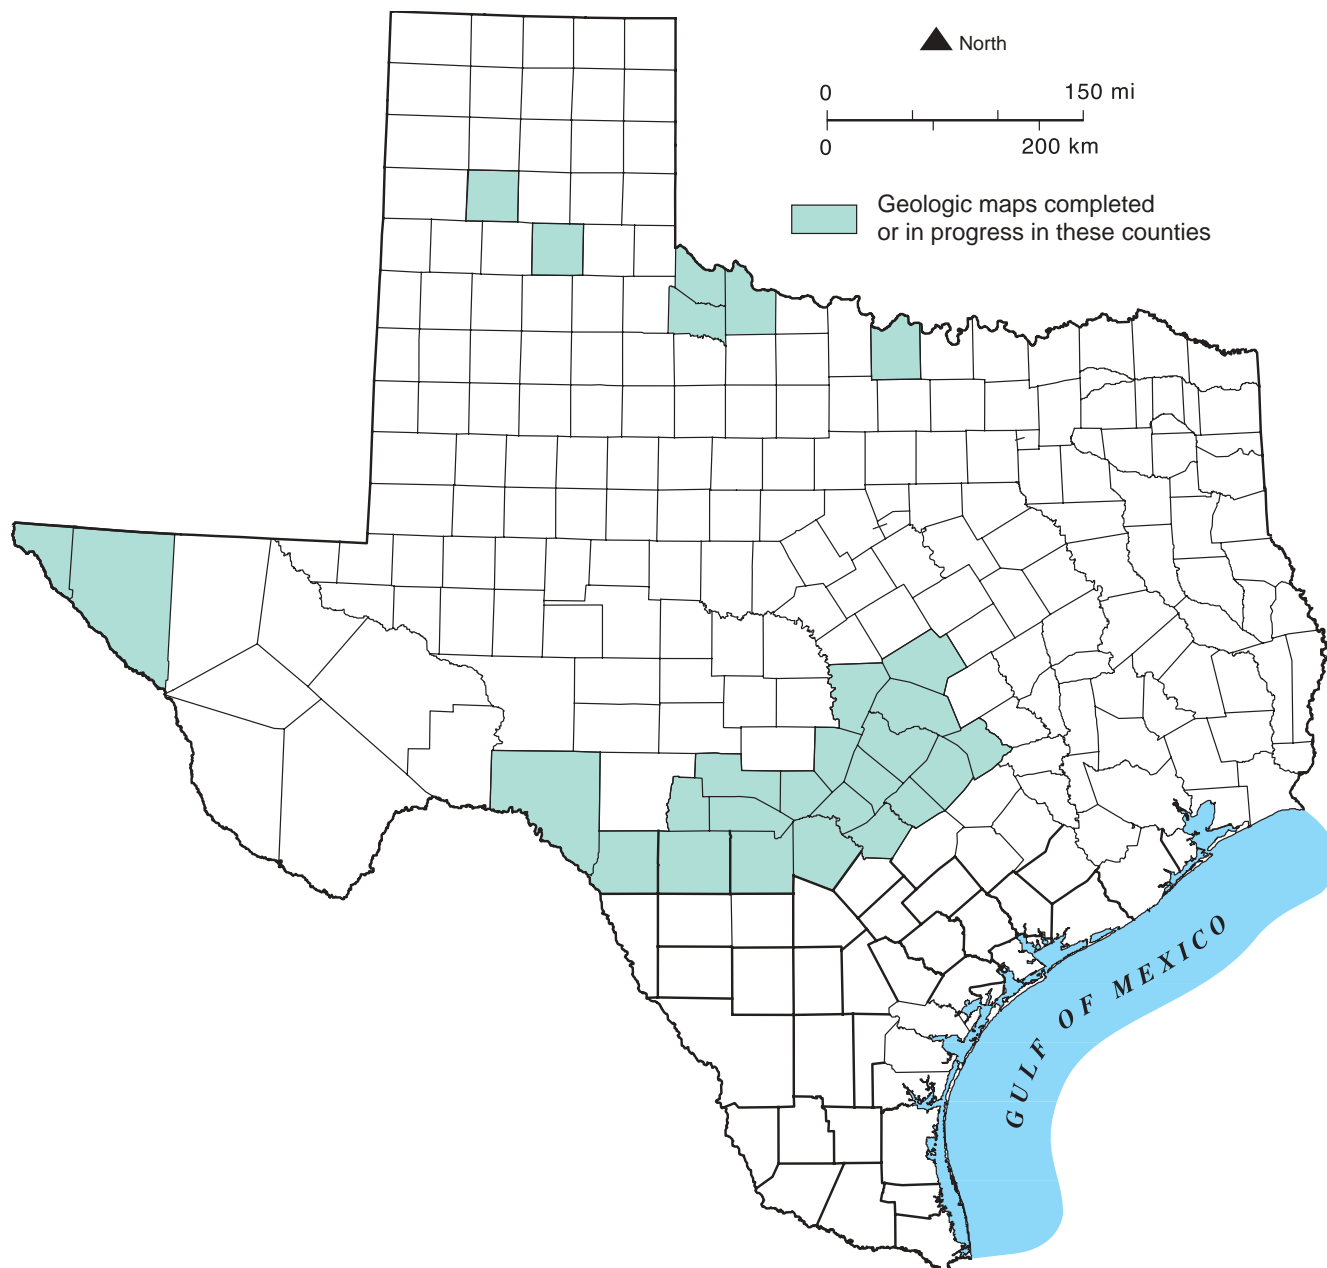 North
0 150 mi
0 200 km
Geologic maps completed
or in progress in these counties
GULF OF MEXICO